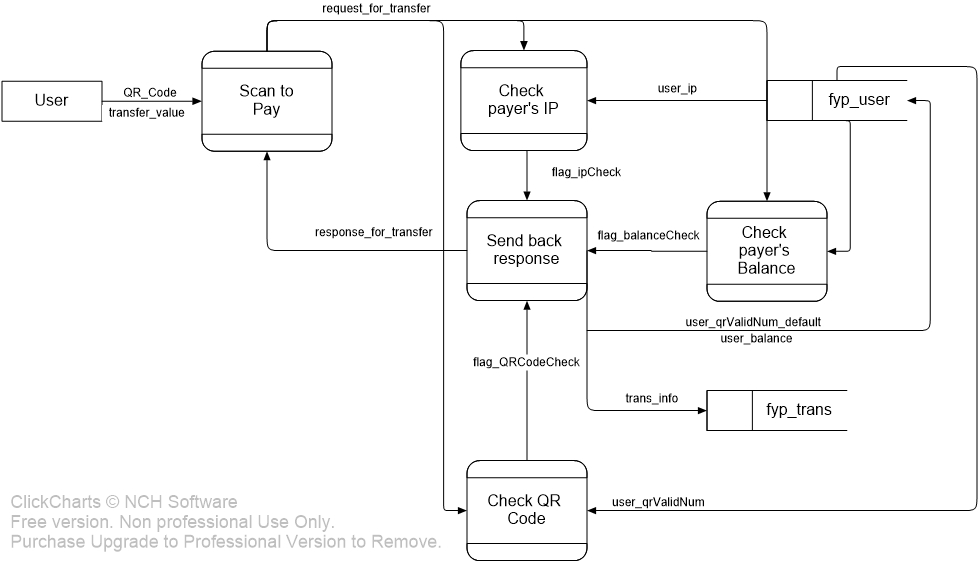 request_for_transfer
User
QR_Code
transfer_value
Scan to
Pay
Check
payer's IP
user_ip
fyp_user
flag_ipCheck
response_for_transfer
Send back
response
flag_balanceCheck
Check
payer's
Balance
user_qrValidNum_default
user_balance
flag_QRCodeCheck
trans_info
fyp_trans
Check QR
Code
user_qrValidNum
ClickCharts © NCH Software
Free version. Non professional Use Only.
Purchase Upgrade to Professional Version to Remove.